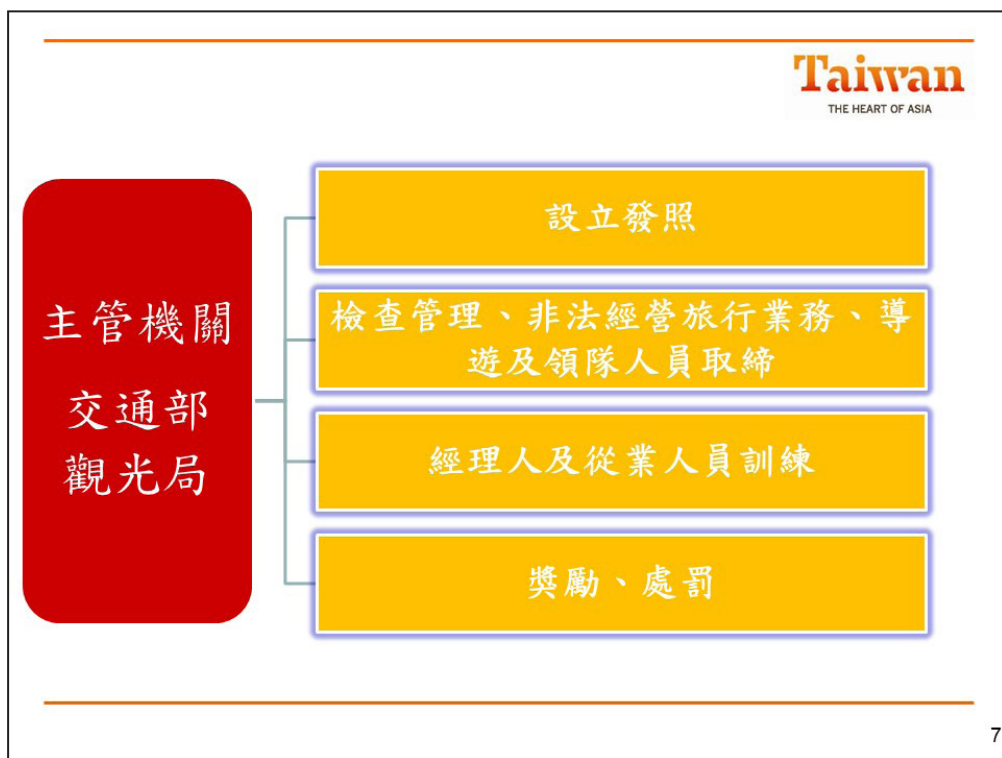 Taiwan
THE HEART OF ASIA
主管機關
交通部
觀光局
設立發照
檢查管理、非法經營旅行業務、導
遊及領隊人員取締
經理人及從業人員訓練
獎勵、處罰
7